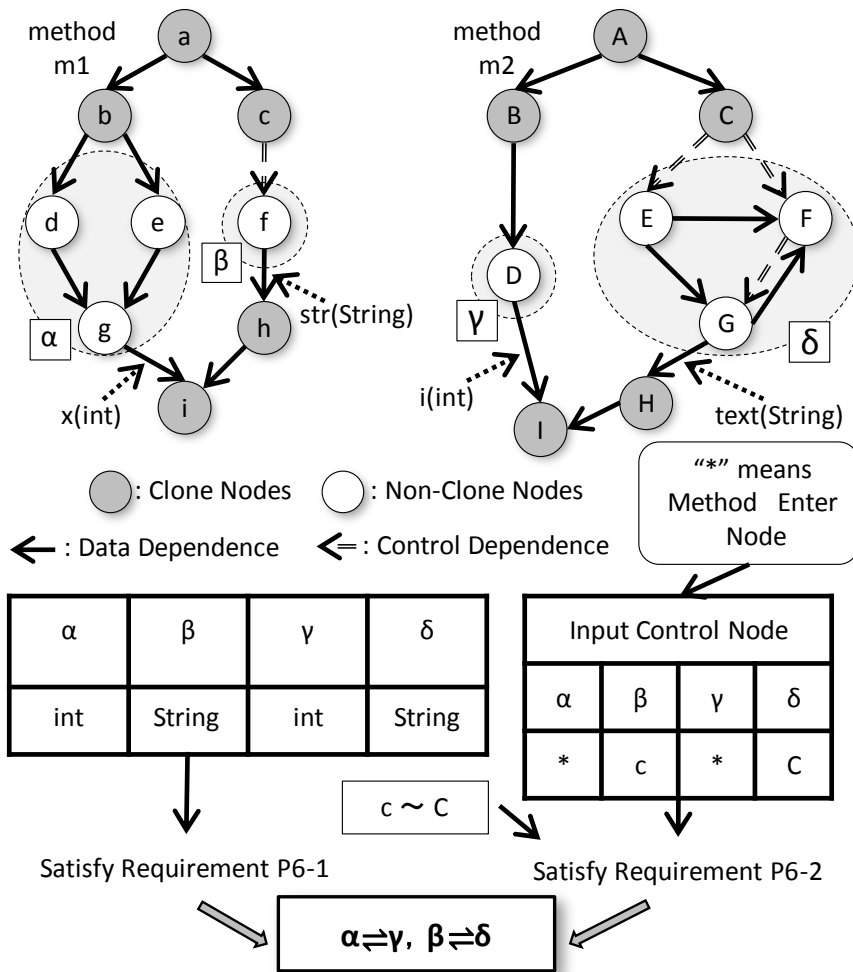 method
m1
a
b
c
d
e
f
β
g
α
h
str(String)
x(int)
i
method
m2
A
B
C
E
F
D
γ
G
δ
i(int)
H
I
text(String)
: Clone Nodes
: Non-Clone Nodes
: Data Dependence
: Control Dependence
“*” means
Method Enter
Node
α β γ δ
int String int String
Input Control Node
α β γ δ
* c * C
c ~ C
Satisfy Requirement P6-1
Satisfy Requirement P6-2
α⇌γ, β⇌δ